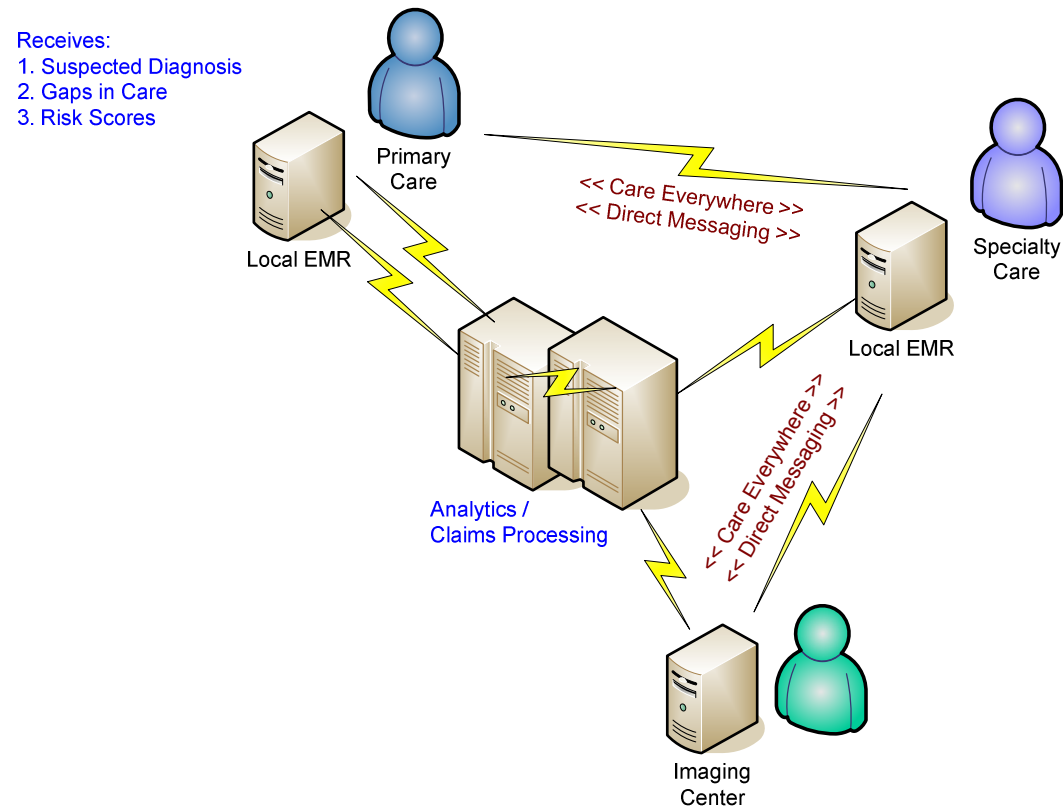 Receives:
1. Suspected Diagnosis
2. Gaps in Care
3. Risk Scores
Primary
Care
Local EMR
<< Care Everywhere >>
<< Direct Messaging >>
Specialty
Care
Local EMR
Analytics /
Claims Processing
<< Care Everywhere >>
<< Direct Messaging >>
Imaging
Center